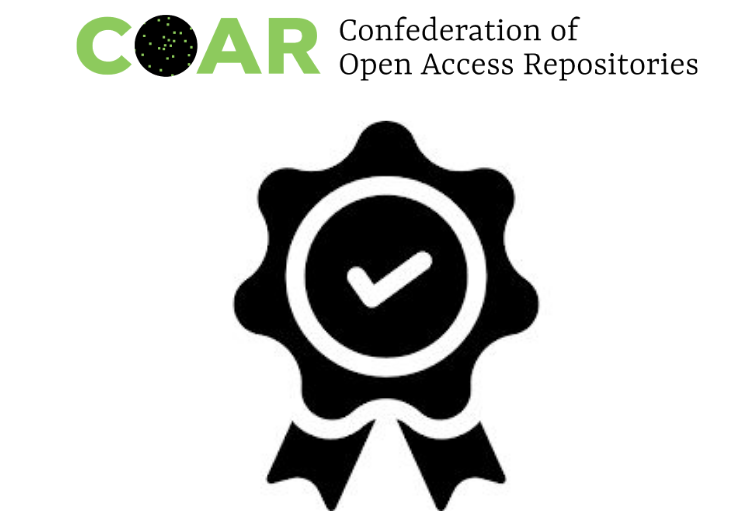 COAR
Confederation of
Open Access Repositories